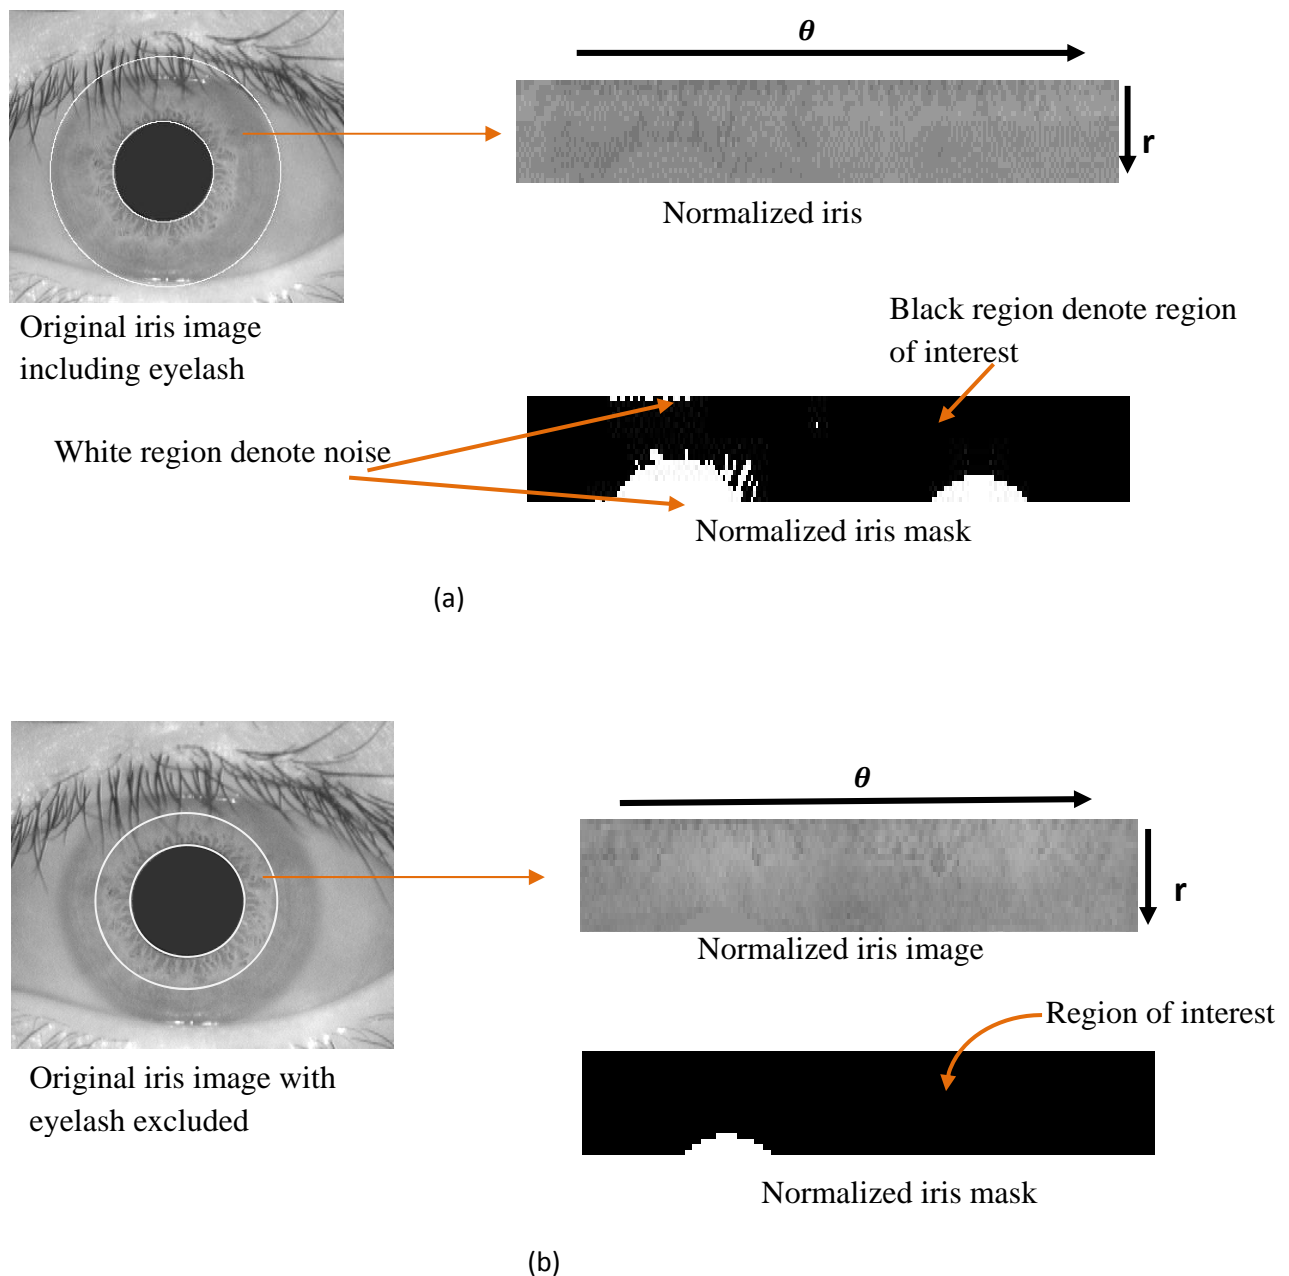 θ
r
Normalized iris
Original iris image
including eyelash
Black region denote region
of interest
White region denote noise
Normalized iris mask
(a)
θ
r
Normalized iris image
Region of interest
Original iris image with
eyelash excluded
Normalized iris mask
(b)